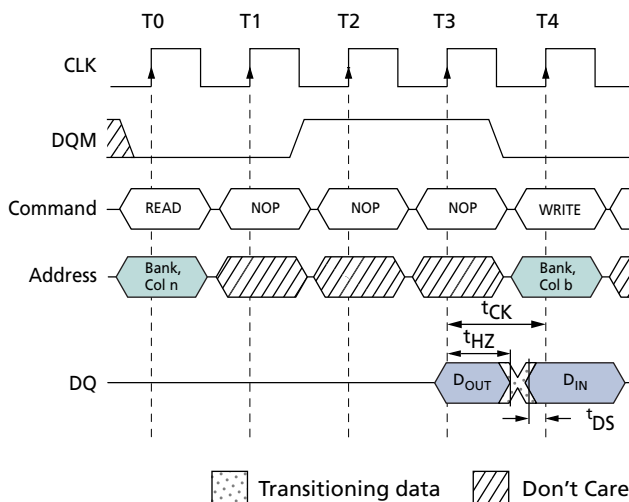 T0 T1 T2 T3 T4
CLK
DQM
Command READ NOP NOP NOP WRITE
Address Bank, Col n Bank, Col b
tCK
tHZ
DQ DOUT DIN
tDS
Transitioning data Don't Care